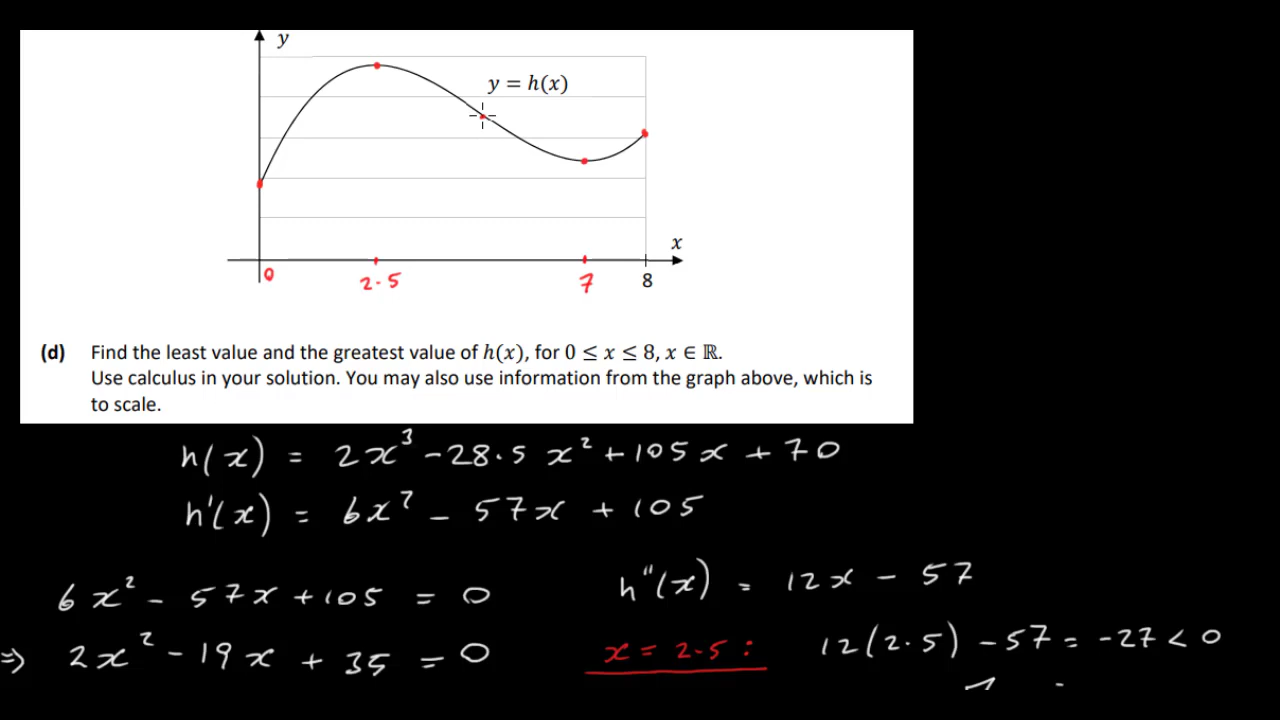 y
y = h(x)
x
0
2.5
7
8
(d) Find the least value and the greatest value of h(x), for 0 ≤ x ≤ 8, x ∈ ℝ.
Use calculus in your solution. You may also use information from the graph above, which is
to scale.
h(x) = 2x³ - 28.5x² + 105x + 70
h'(x) = 6x² - 57x + 105
6x² - 57x + 105 = 0
⇒ 2x² - 19x + 35 = 0
h"(x) = 12x - 57
x = 2.5 : 12(2.5) - 57 = -27 < 0